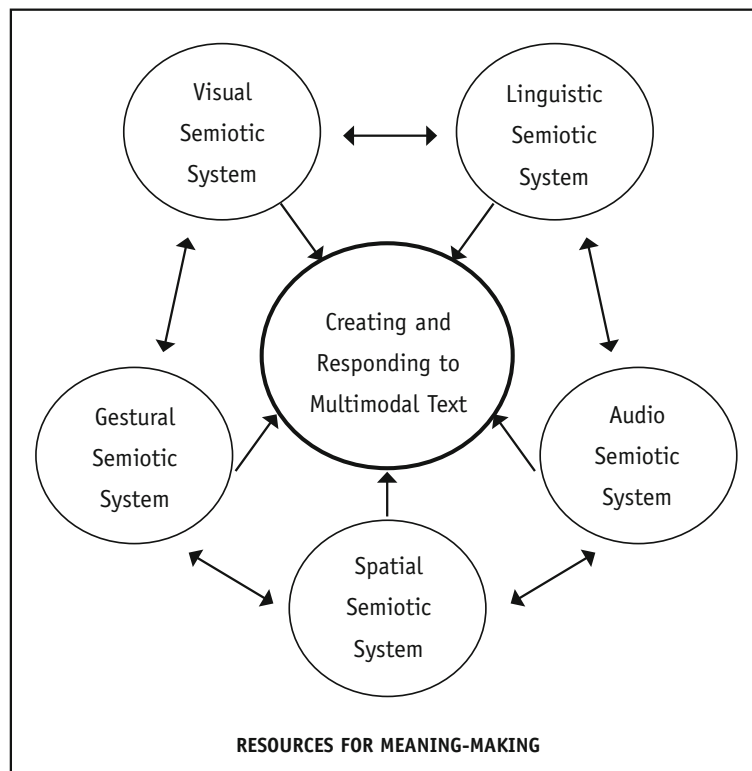 Visual
Semiotic
System
Linguistic
Semiotic
System
Creating and
Responding to
Multimodal Text
Gestural
Semiotic
System
Audio
Semiotic
System
Spatial
Semiotic
System
RESOURCES FOR MEANING-MAKING